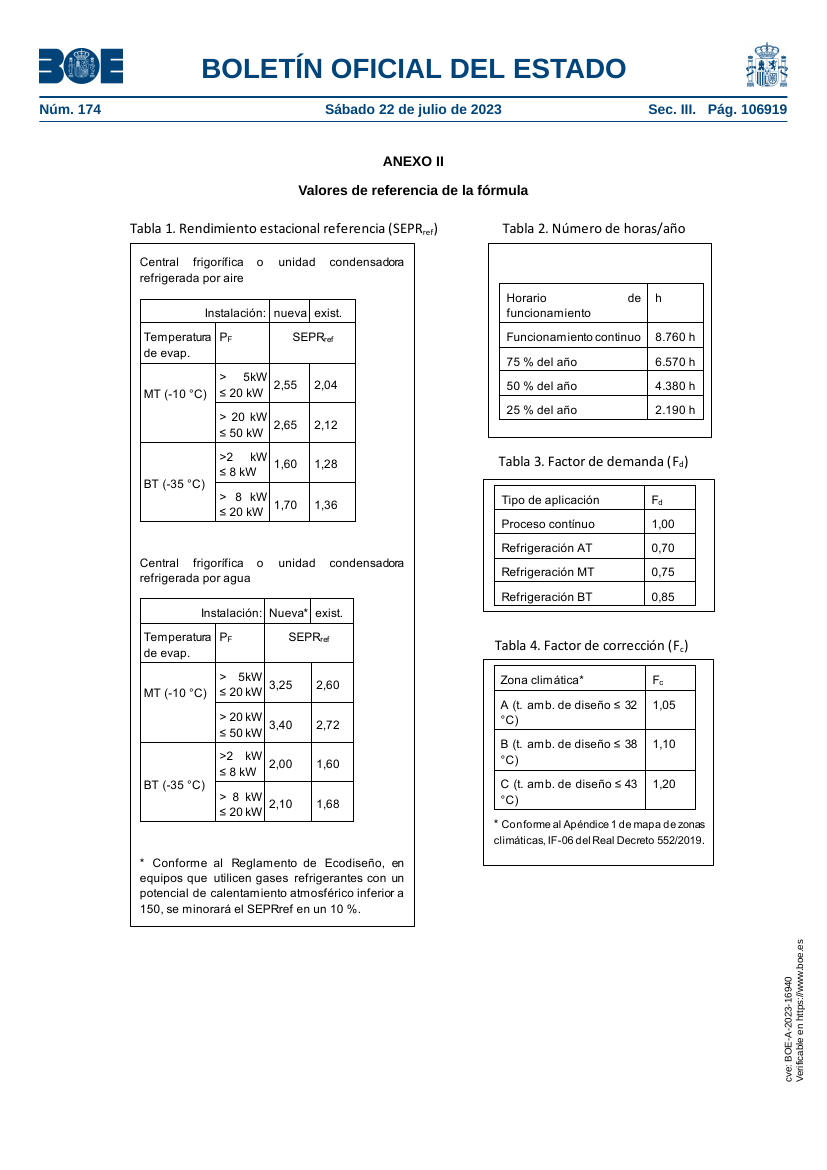 BOE
BOLETÍN OFICIAL DEL ESTADO
Núm. 174 Sábado 22 de julio de 2023 Sec. III. Pág. 106919
ANEXO II
Valores de referencia de la fórmula
Tabla 1. Rendimiento estacional referencia (SEPRref)
Central frigorífica o unidad condensadora
refrigerada por aire
Instalación: nueva exist.
Temperatura de evap. PF SEPRref
MT (-10 °C) > 5kW ≤ 20 kW 2,55 2,04
> 20 kW ≤ 50 kW 2,65 2,12
BT (-35 °C) >2 kW ≤ 8 kW 1,60 1,28
> 8 kW ≤ 20 kW 1,70 1,36
Central frigorífica o unidad condensadora
refrigerada por agua
Instalación: Nueva* exist.
Temperatura de evap. PF SEPRref
MT (-10 °C) > 5kW ≤ 20 kW 3,25 2,60
> 20 kW ≤ 50 kW 3,40 2,72
BT (-35 °C) >2 kW ≤ 8 kW 2,00 1,60
> 8 kW ≤ 20 kW 2,10 1,68
* Conforme al Reglamento de Ecodiseño, en
equipos que utilicen gases refrigerantes con un
potencial de calentamiento atmosférico inferior a
150, se minorará el SEPRref en un 10 %.
Tabla 2. Número de horas/año
Horario de funcionamiento h
Funcionamiento continuo 8.760 h
75 % del año 6.570 h
50 % del año 4.380 h
25 % del año 2.190 h
Tabla 3. Factor de demanda (Fd)
Tipo de aplicación Fd
Proceso contínuo 1,00
Refrigeración AT 0,70
Refrigeración MT 0,75
Refrigeración BT 0,85
Tabla 4. Factor de corrección (Fc)
Zona climática* Fc
A (t. amb. de diseño ≤ 32 °C) 1,05
B (t. amb. de diseño ≤ 38 °C) 1,10
C (t. amb. de diseño ≤ 43 °C) 1,20
* Conforme al Apéndice 1 de mapa de zonas
climáticas, IF-06 del Real Decreto 552/2019.
cve: BOE-A-2023-16940
Verificable en https://www.boe.es